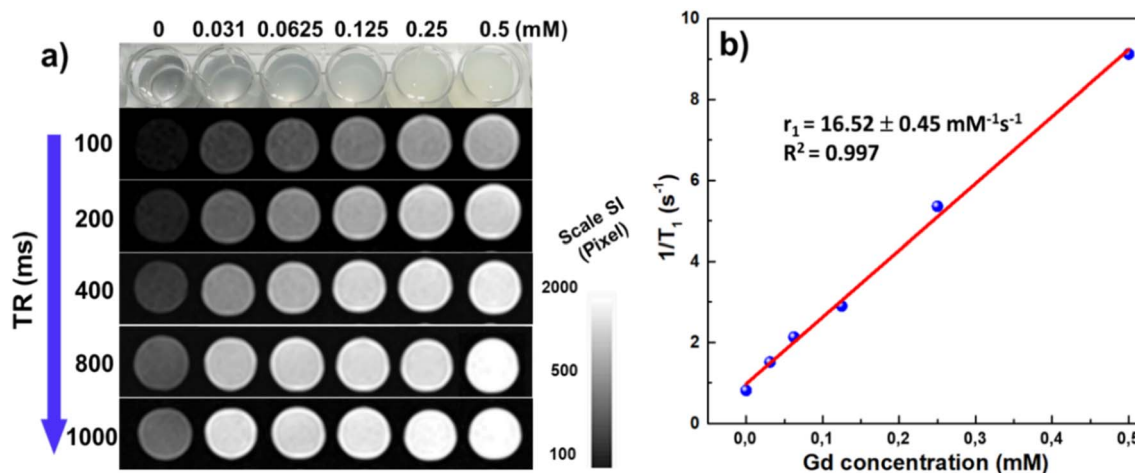 a)
0 0.031 0.0625 0.125 0.25 0.5 (mM)
TR (ms)
100
200
400
800
1000
Scale SI
(Pixel)
2000
500
100
b)
r₁ = 16.52 ± 0.45 mM⁻¹s⁻¹
R² = 0.997
1/T₁ (s⁻¹)
10
8
6
4
2
0
0,0 0,1 0,2 0,3 0,4 0,5
Gd concentration (mM)